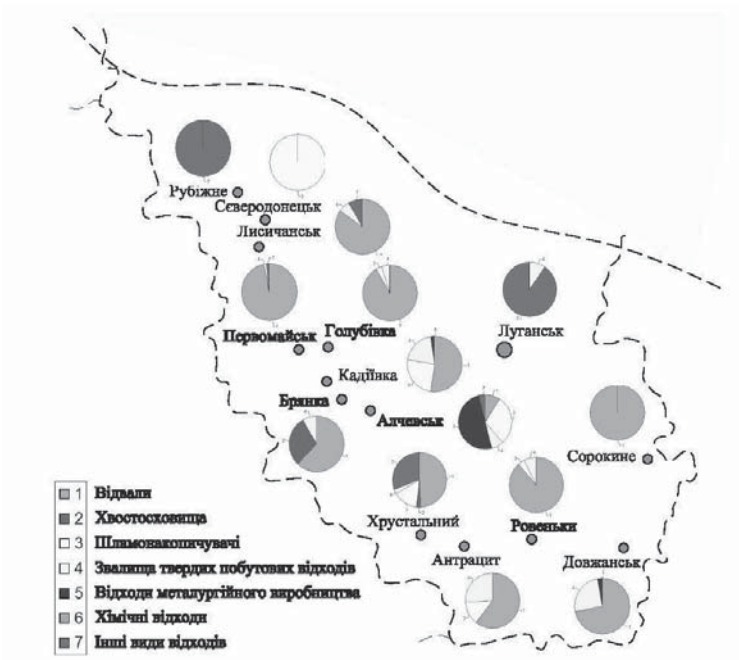 Рубіжне
Сєверодонецьк
Лисичанськ
Первомайськ
Голубівка
Луганськ
Кадіївка
Брянка
Алчевськ
Сорокине
Хрустальний
Ровеньки
Антрацит
Довжанськ
1 Відвали
2 Хвостосховища
3 Шламонакопичувачі
4 Звалища твердих побутових відходів
5 Відходи металургійного виробництва
6 Хімічні відходи
7 Інші види відходів